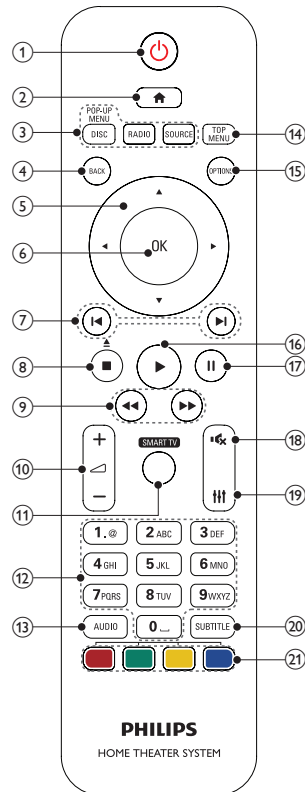 1
2
POP-UP
MENU
3 DISC RADIO SOURCE TOP
MENU 14
4 BACK OPTIONS 15
5
6 OK
7
16
8 17
9
SMART TV
+ 18
10
− 19
11
1.@ 2 ABC 3 DEF
12 4 GHI 5 JKL 6 MNO
7 PQRS 8 TUV 9 WXYZ
13 AUDIO 0 SUBTITLE 20
21
PHILIPS
HOME THEATER SYSTEM